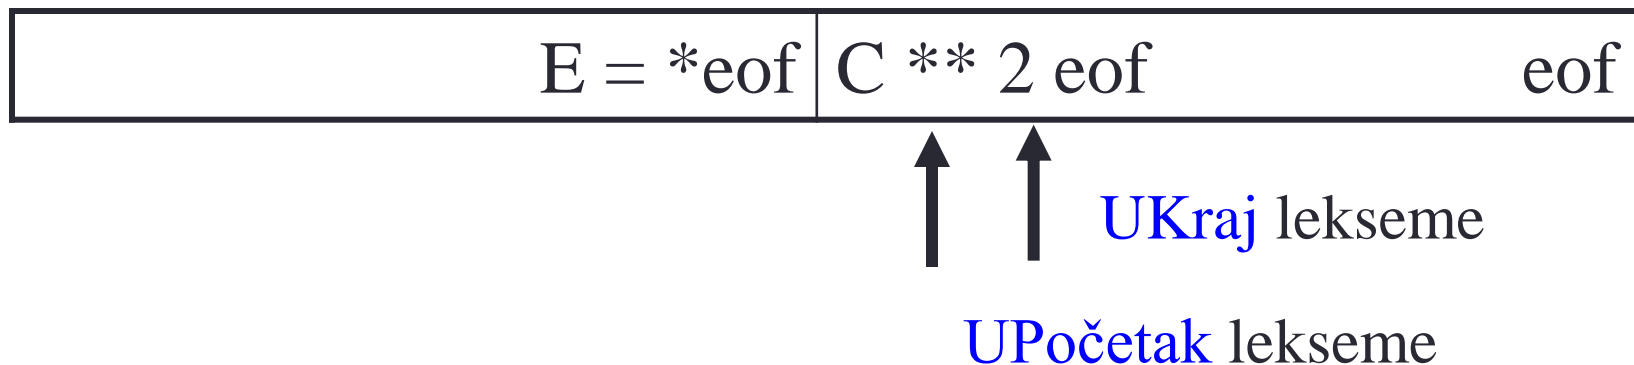 E = *eof C ** 2 eof eof
UKraj lekseme
UPočetak lekseme